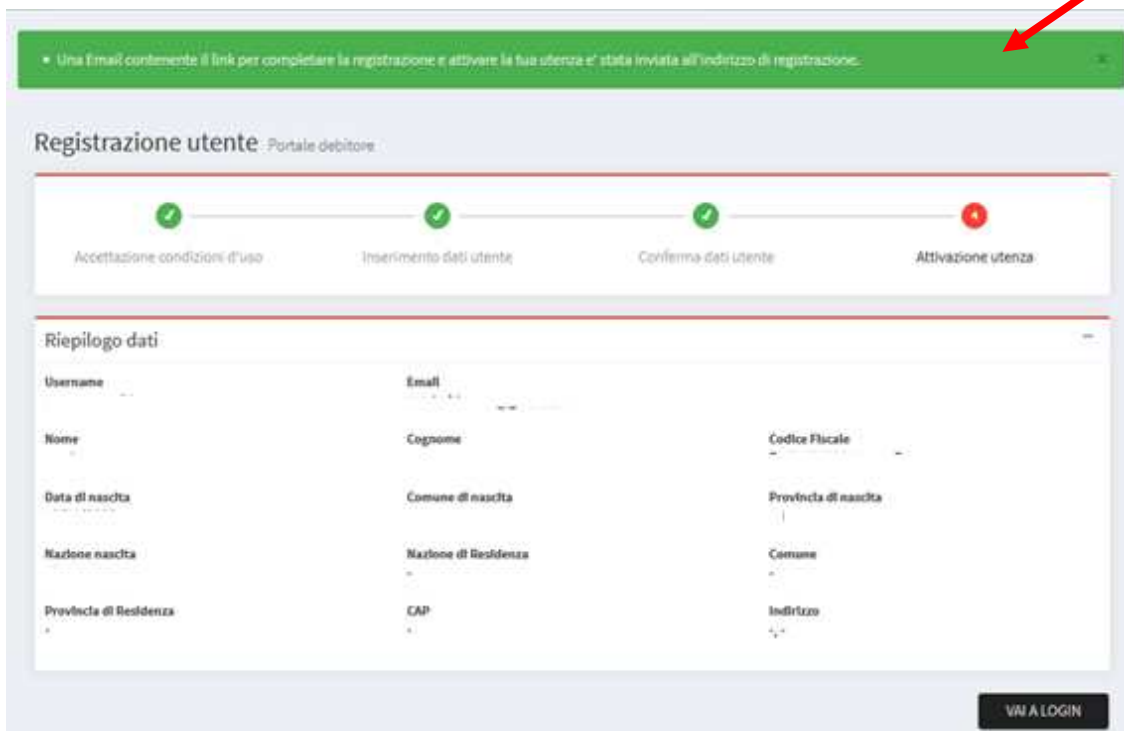 Una Email contenente il link per completare la registrazione e attivare la tua utenza e' stata inviata all'indirizzo di registrazione.
Registrazione utente Portale debitore
4
Accettazione condizioni d'uso Inserimento dati utente Conferma dati utente Attivazione utenza
Riepilogo dati
Username Email
Nome Cognome Codice Fiscale
Data di nascita Comune di nascita Provincia di nascita
Nazione nascita Nazione di Residenza Comune
- -
Provincia di Residenza CAP Indirizzo
- - -, -
VAI A LOGIN